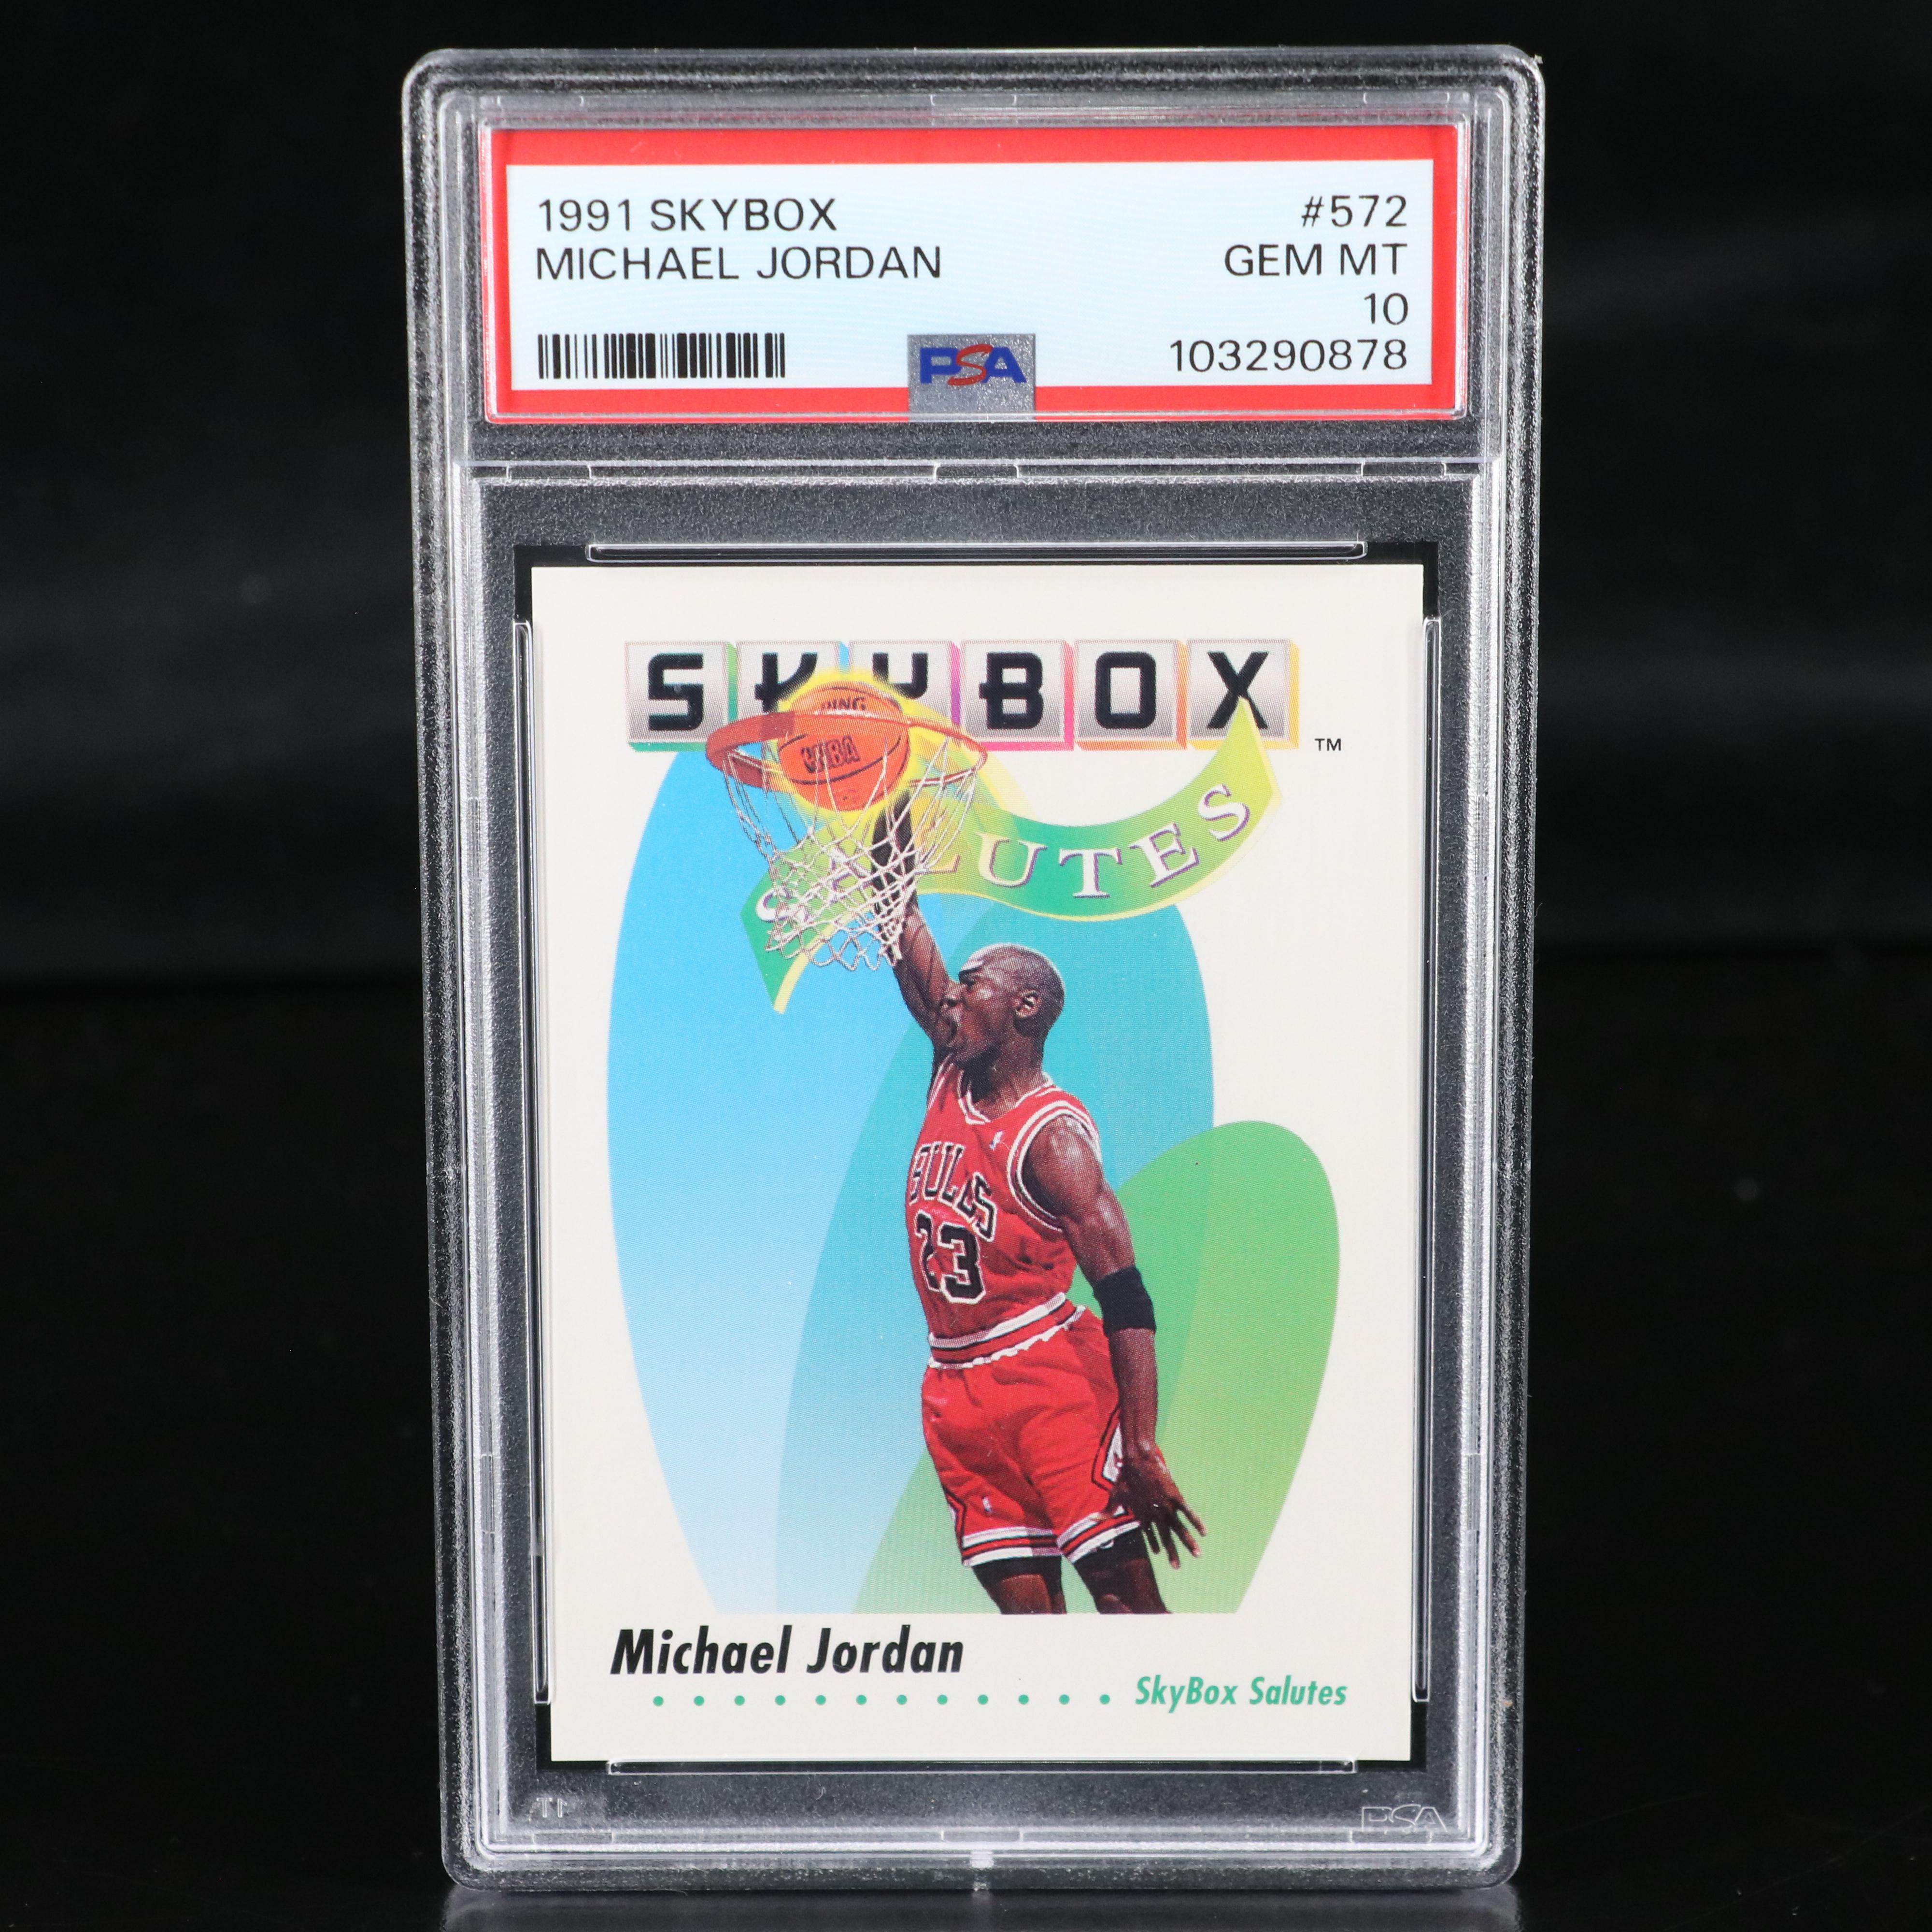 1991 SKYBOX #572
MICHAEL JORDAN GEM MT
10
PSA 103290878
SKYBOX
TM
SALUTES
BULLS
23
Michael Jordan
SkyBox Salutes
PSA